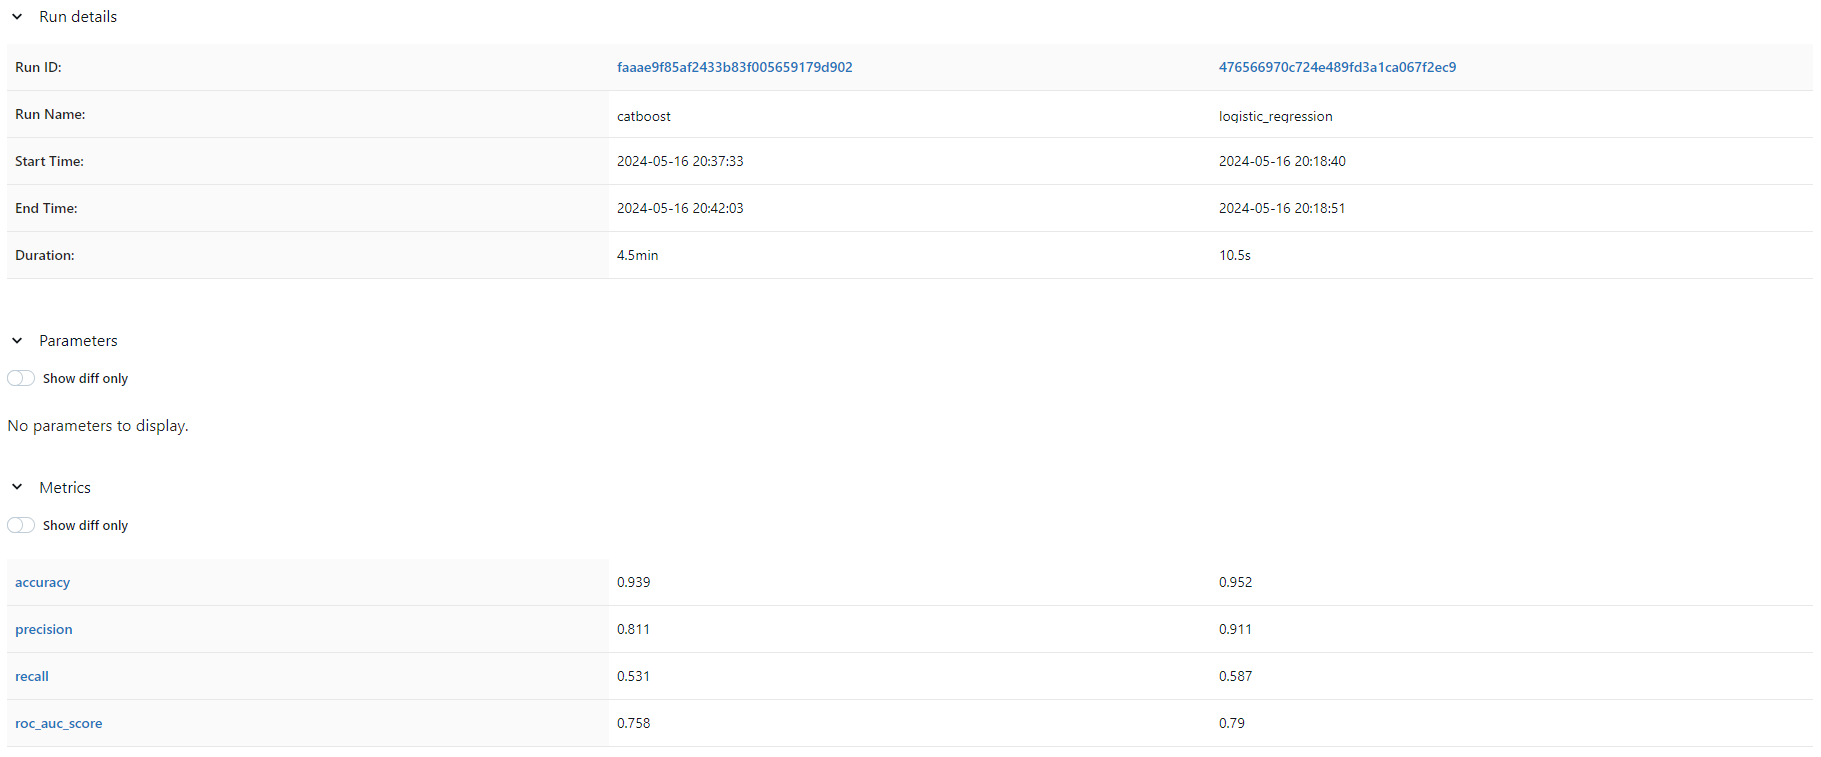 Run details
Run ID: faaae9f85af2433b83f005659179d902 476566970c724e489fd3a1ca067f2ec9
Run Name: catboost logistic_regression
Start Time: 2024-05-16 20:37:33 2024-05-16 20:18:40
End Time: 2024-05-16 20:42:03 2024-05-16 20:18:51
Duration: 4.5min 10.5s
Parameters
Show diff only
No parameters to display.
Metrics
Show diff only
accuracy 0.939 0.952
precision 0.811 0.911
recall 0.531 0.587
roc_auc_score 0.758 0.79